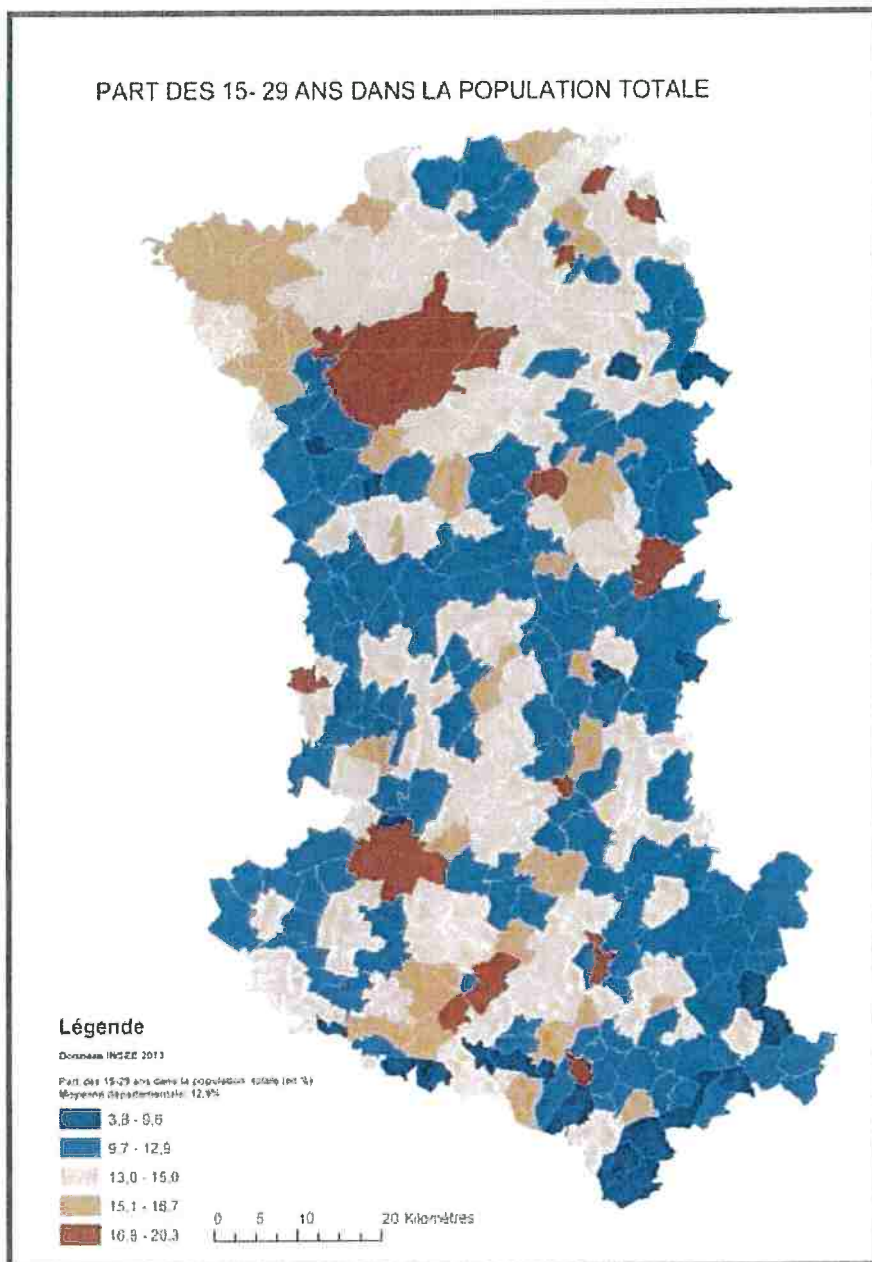 PART DES 15- 29 ANS DANS LA POPULATION TOTALE
Légende
Données INSEE 2013
Part des 15-29 ans dans la population totale (en %)
Moyenne départementale: 12,9%
3,8 - 9,6
9,7 - 12,9
13,0 - 15,0
15,1 - 16,7
16,8 - 20,3
0 5 10 20 Kilomètres